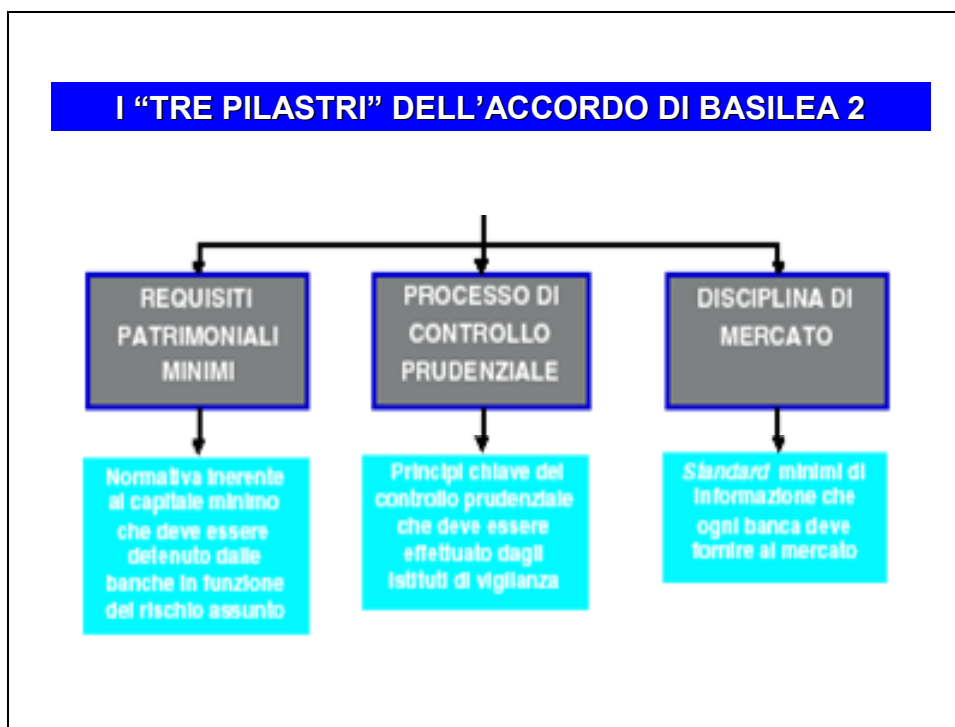 I “TRE PILASTRI” DELL’ACCORDO DI BASILEA 2
REQUISITI
PATRIMONIALI
MINIMI
PROCESSO DI
CONTROLLO
PRUDENZIALE
DISCIPLINA DI
MERCATO
Normativa inerente
al capitale minimo
che deve essere
detenuto dalle
banche in funzione
del rischio assunto
Principi chiave del
controllo prudenziale
che deve essere
effettuato dagli
istituti di vigilanza
Standard minimi di
informazione che
ogni banca deve
fornire al mercato